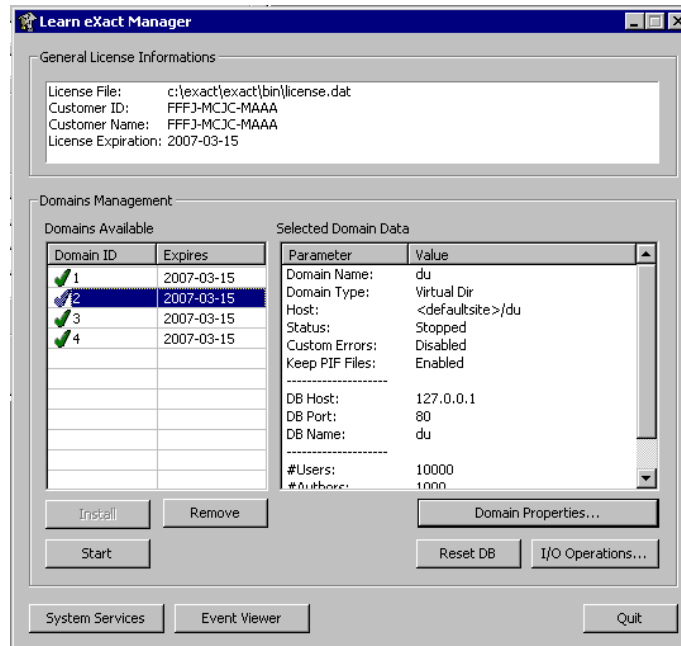 Learn eXact Manager
General License Informations
License File: c:\exact\exact\bin\license.dat
Customer ID: FFFJ-MCJC-MAAA
Customer Name: FFFJ-MCJC-MAAA
License Expiration: 2007-03-15
Domains Management
Domains Available
Domain ID Expires
1 2007-03-15
2 2007-03-15
3 2007-03-15
4 2007-03-15
Selected Domain Data
Parameter Value
Domain Name: du
Domain Type: Virtual Dir
Host: <defaultsite>/du
Status: Stopped
Custom Errors: Disabled
Keep PIF Files: Enabled
--------------------
DB Host: 127.0.0.1
DB Port: 80
DB Name: du
--------------------
#Users: 10000
#Authors: 1000
Install Remove Domain Properties...
Start Reset DB I/O Operations...
System Services Event Viewer Quit